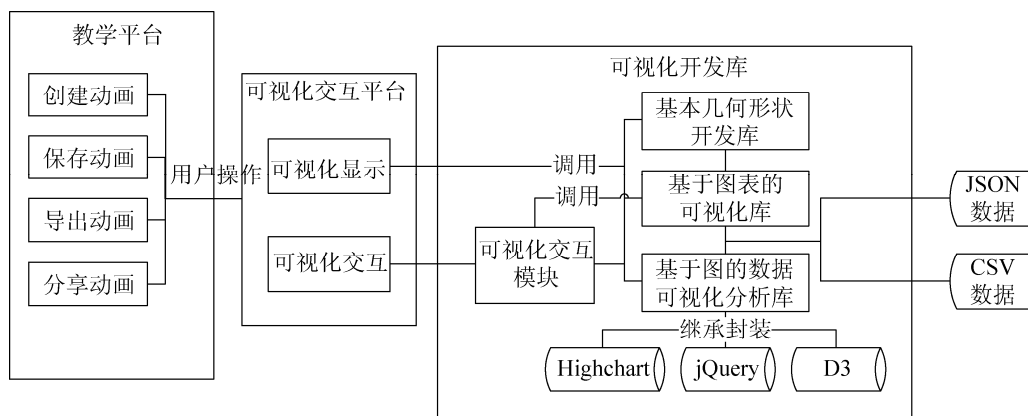 教学平台
创建动画
保存动画
导出动画
分享动画
用户操作
可视化交互平台
可视化显示
可视化交互
可视化开发库
调用
调用
可视化交互
模块
基本几何形状
开发库
基于图表的
可视化库
基于图的数据
可视化分析库
继承封装
Highchart
jQuery
D3
JSON
数据
CSV
数据